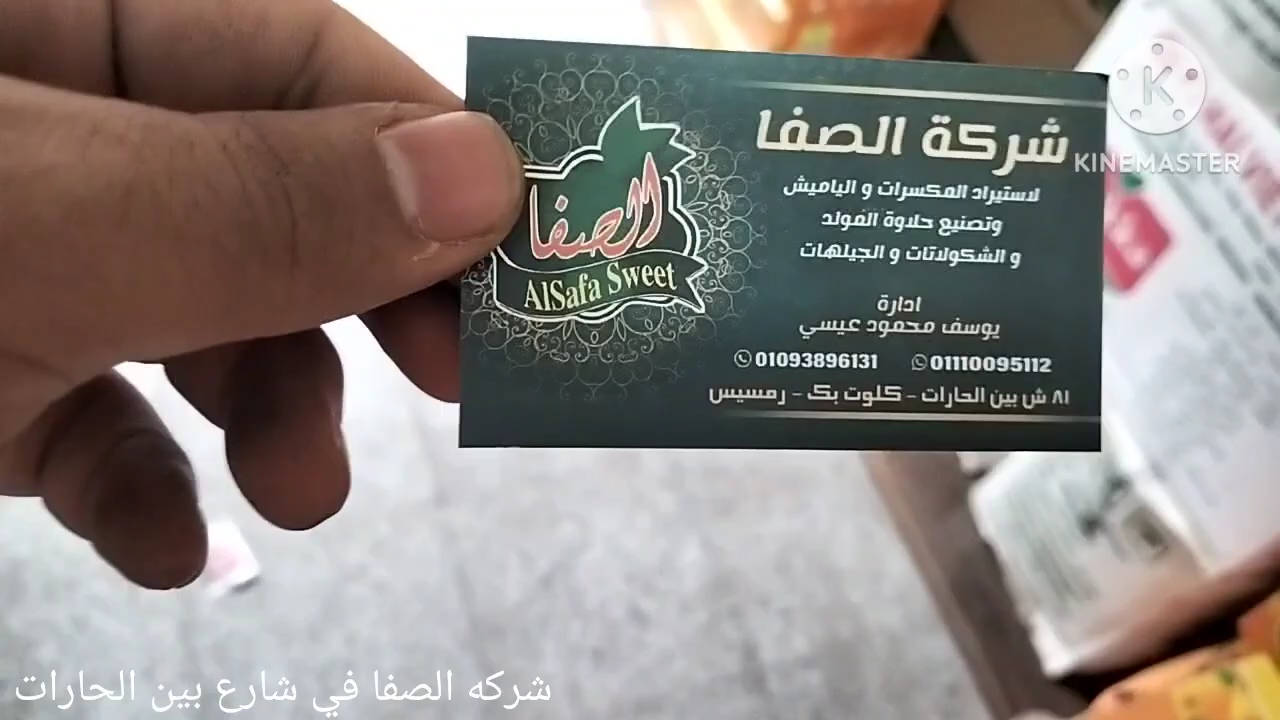 شركة الصفا
لاستيراد المكسرات و الياميش
وتصنيع حلاوة المولد
و الشكولاتات و الجيلهات
ادارة
يوسف محمود عيسي
01093896131 01110095112
٨١ ش بين الحارات - كلوت بك - رمسيس
الصفا
AlSafa Sweet
KINEMASTER
شركه الصفا في شارع بين الحارات